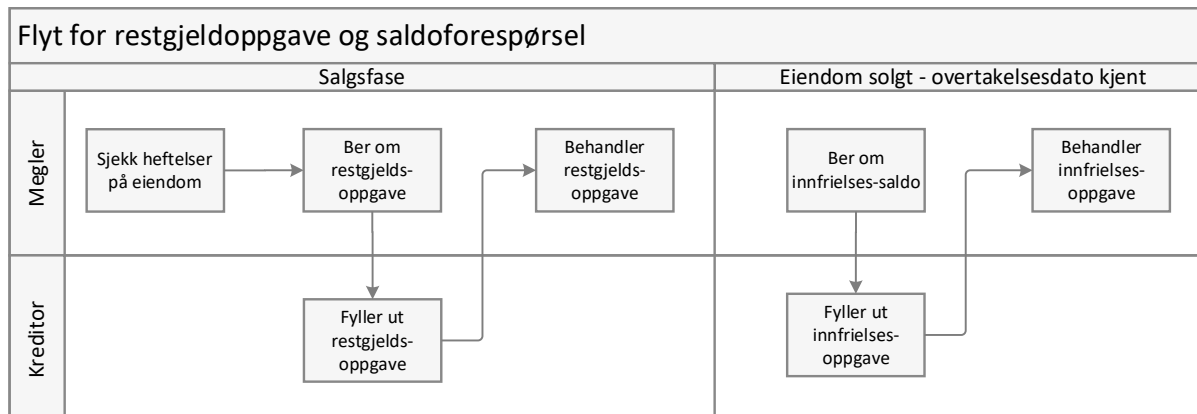 Flyt for restgjeldoppgave og saldoforespørsel
Salgsfase
Eiendom solgt - overtakelsesdato kjent
Megler
Sjekk heftelser
på eiendom
Ber om
restgjelds-
oppgave
Behandler
restgjelds-
oppgave
Ber om
innfrielses-saldo
Behandler
innfrielses-
oppgave
Kreditor
Fyller ut
restgjelds-
oppgave
Fyller ut
innfrielses-
oppgave